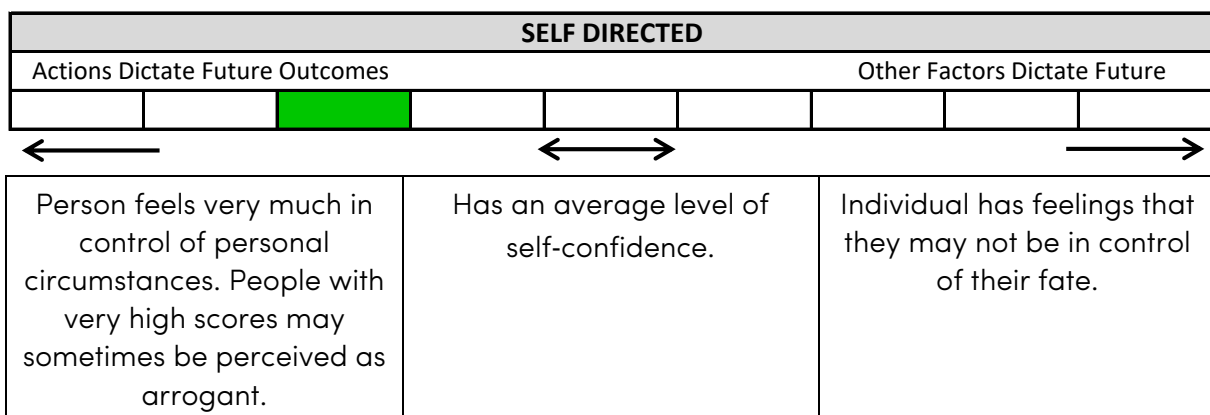 SELF DIRECTED
Actions Dictate Future Outcomes
Other Factors Dictate Future
Person feels very much in
control of personal
circumstances. People with
very high scores may
sometimes be perceived as
arrogant.
Has an average level of
self-confidence.
Individual has feelings that
they may not be in control
of their fate.